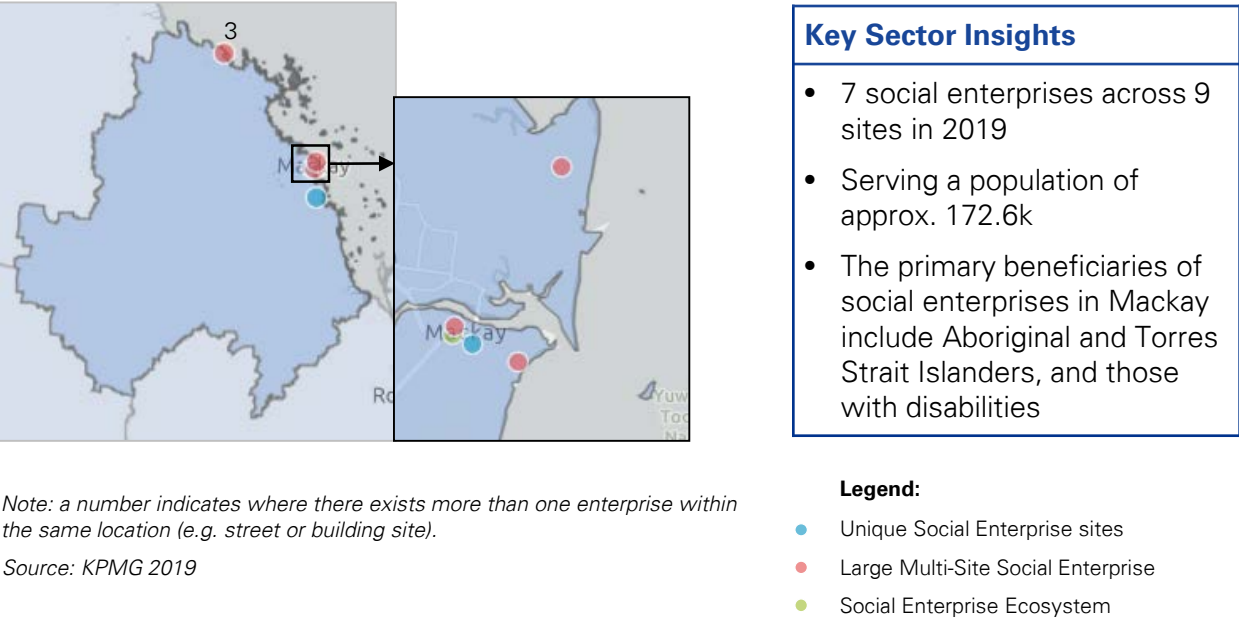 3
Mackay
Ro
Mackay
Yuw
Too
Na
Key Sector Insights
• 7 social enterprises across 9
sites in 2019
• Serving a population of
approx. 172.6k
• The primary beneficiaries of
social enterprises in Mackay
include Aboriginal and Torres
Strait Islanders, and those
with disabilities
Note: a number indicates where there exists more than one enterprise within
the same location (e.g. street or building site).
Source: KPMG 2019
Legend:
Unique Social Enterprise sites
Large Multi-Site Social Enterprise
Social Enterprise Ecosystem